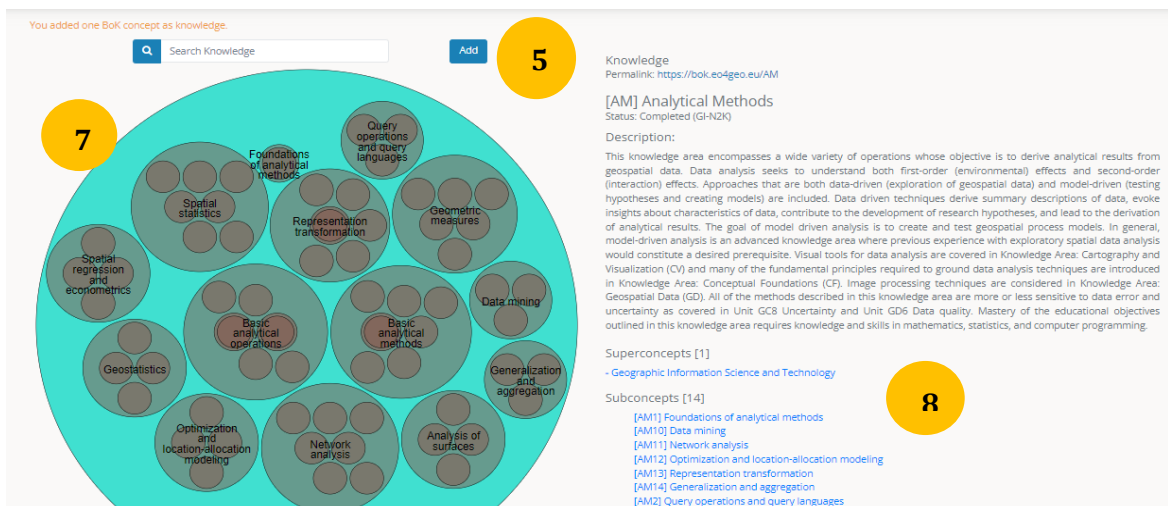 You added one BoK concept as knowledge.
Search Knowledge
Add
5
7
Query
operations
and query
languages
Foundations
of analytical
methods
Spatial
statistics
Representation
transformation
Geometric
measures
Spatial
regression
and
econometrics
Data mining
Basic
analytical
operations
Basic
analytical
methods
Geostatistics
Generalization
and
aggregation
Optimization
and
location-allocation
modeling
Network
analysis
Analysis of
surfaces
Knowledge
Permalink: https://bok.eo4geo.eu/AM
[AM] Analytical Methods
Status: Completed (GI-N2K)
Description:
This knowledge area encompasses a wide variety of operations whose objective is to derive analytical results from
geospatial data. Data analysis seeks to understand both first-order (environmental) effects and second-order
(interaction) effects. Approaches that are both data-driven (exploration of geospatial data) and model-driven (testing
hypotheses and creating models) are included. Data driven techniques derive summary descriptions of data, evoke
insights about characteristics of data, contribute to the development of research hypotheses, and lead to the derivation
of analytical results. The goal of model driven analysis is to create and test geospatial process models. In general,
model-driven analysis is an advanced knowledge area where previous experience with exploratory spatial data analysis
would constitute a desired prerequisite. Visual tools for data analysis are covered in Knowledge Area: Cartography and
Visualization (CV) and many of the fundamental principles required to ground data analysis techniques are introduced
in Knowledge Area: Conceptual Foundations (CF). Image processing techniques are considered in Knowledge Area:
Geospatial Data (GD). All of the methods described in this knowledge area are more or less sensitive to data error and
uncertainty as covered in Unit GC8 Uncertainty and Unit GD6 Data quality. Mastery of the educational objectives
outlined in this knowledge area requires knowledge and skills in mathematics, statistics, and computer programming.
Superconcepts [1]
- Geographic Information Science and Technology
8
Subconcepts [14]
[AM1] Foundations of analytical methods
[AM10] Data mining
[AM11] Network analysis
[AM12] Optimization and location-allocation modeling
[AM13] Representation transformation
[AM14] Generalization and aggregation
[AM2] Query operations and query languages